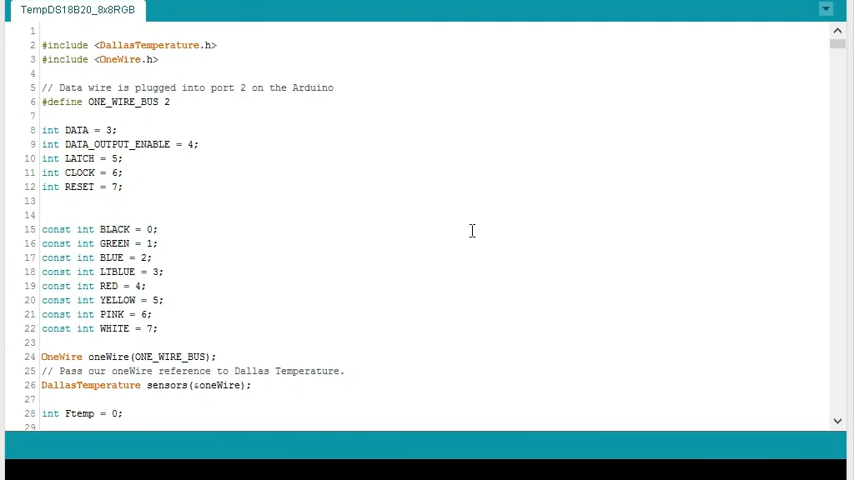 TempDS18B20_8x8RGB
1
2 #include <DallasTemperature.h>
3 #include <OneWire.h>
4
5 // Data wire is plugged into port 2 on the Arduino
6 #define ONE_WIRE_BUS 2
7
8 int DATA = 3;
9 int DATA_OUTPUT_ENABLE = 4;
10 int LATCH = 5;
11 int CLOCK = 6;
12 int RESET = 7;
13
14
15 const int BLACK = 0;
16 const int GREEN = 1;
17 const int BLUE = 2;
18 const int LTBLUE = 3;
19 const int RED = 4;
20 const int YELLOW = 5;
21 const int PINK = 6;
22 const int WHITE = 7;
23
24 OneWire oneWire(ONE_WIRE_BUS);
25 // Pass our oneWire reference to Dallas Temperature.
26 DallasTemperature sensors(&oneWire);
27
28 int Ftemp = 0;
29